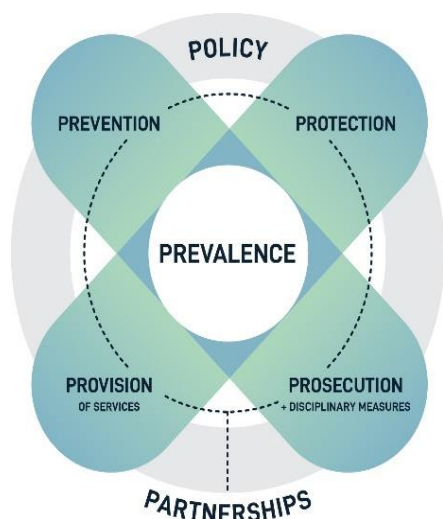 POLICY
PREVENTION
PROTECTION
PREVALENCE
PROVISION
OF SERVICES
PROSECUTION
+ DISCIPLINARY MEASURES
PARTNERSHIPS